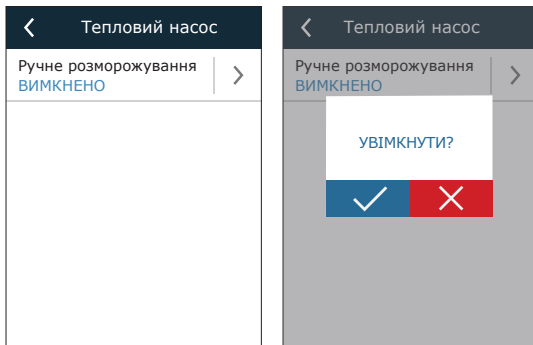 Тепловий насос
Ручне розморожування
ВИМКНЕНО
Тепловий насос
Ручне розморожування
ВИМКНЕНО
УВІМКНУТИ?